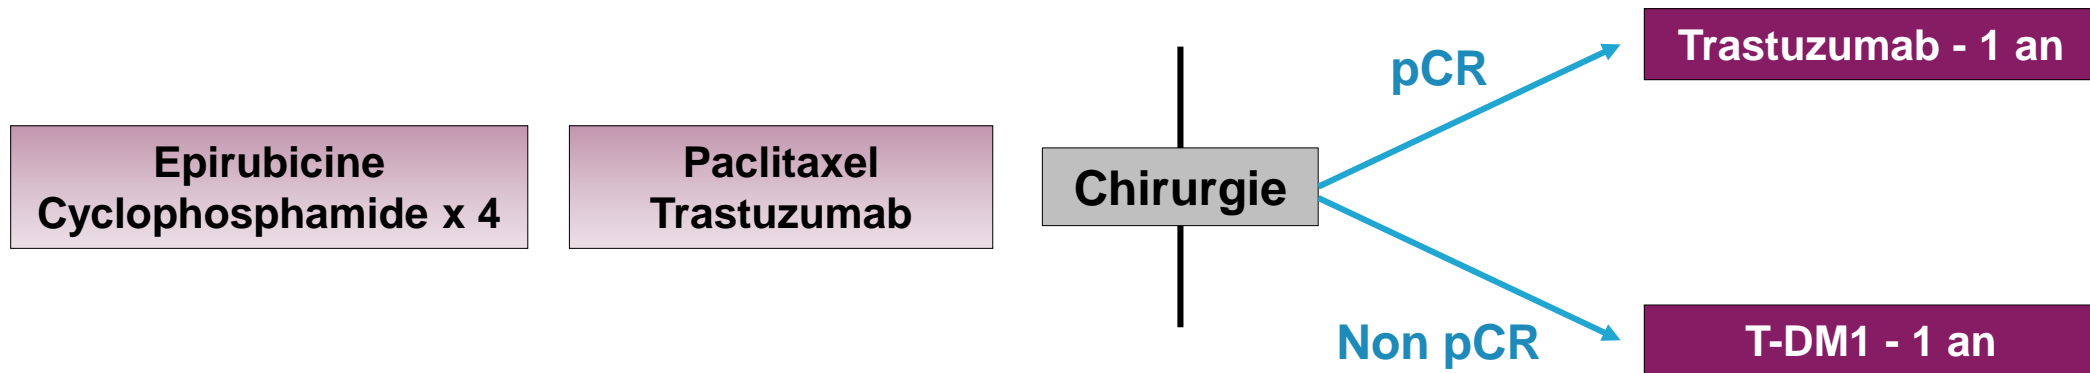 Epirubicine
Cyclophosphamide x 4
Paclitaxel
Trastuzumab
Chirurgie
pCR
Trastuzumab - 1 an
Non pCR
T-DM1 - 1 an